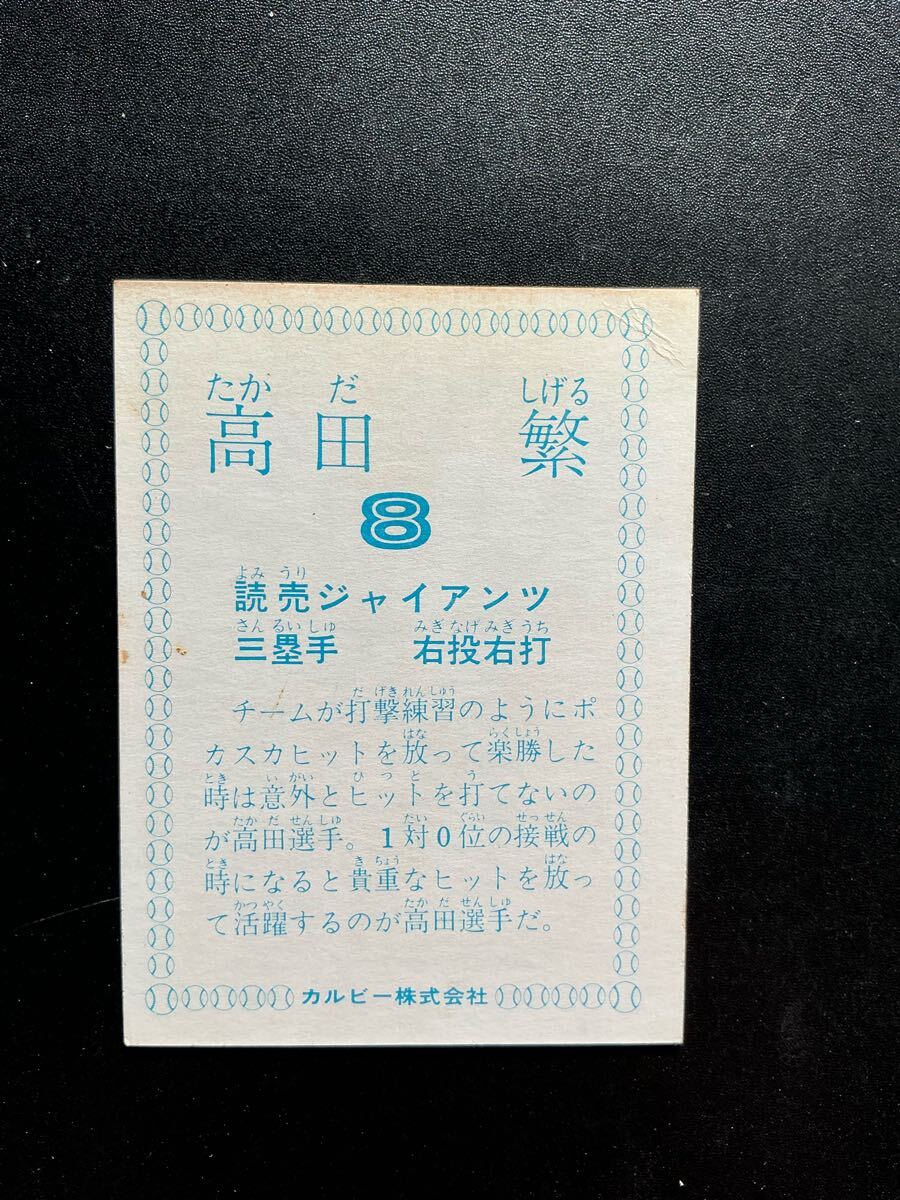 たか だ しげる
高田 繁
8
よみ うり
読売ジャイアンツ
さん るい しゅ みぎ なげ みぎ うち
三塁手 右投右打
だ げき れん しゅう
チームが打撃練習のようにポ
はな らく しょう
カスカヒットを放って楽勝した
とき い がい ひっと う
時は意外とヒットを打てないの
たか だ せん しゅ たい ぐらい せっ せん
が高田選手。1対0位の接戦の
とき き ちょう はな
時になると貴重なヒットを放っ
かつ やく たか だ せん しゅ
て活躍するのが高田選手だ。
カルビー株式会社